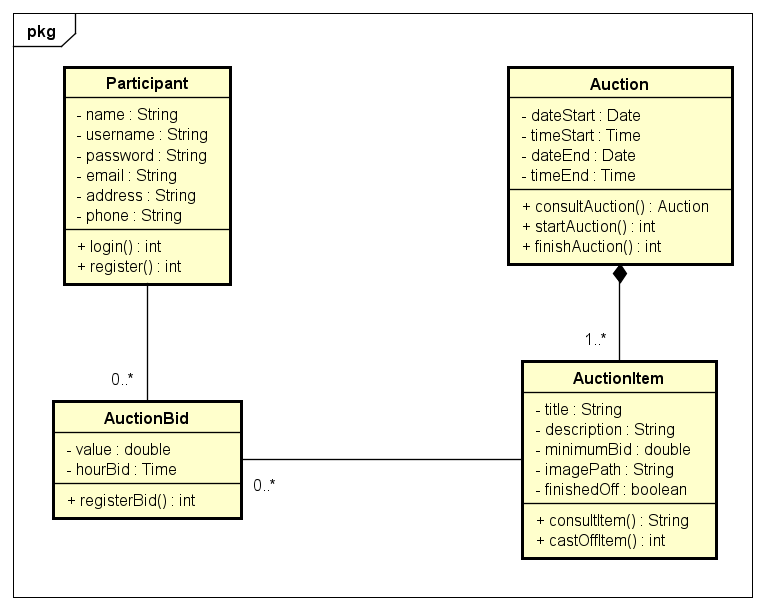 pkg
Participant
- name : String
- username : String
- password : String
- email : String
- address : String
- phone : String
+ login() : int
+ register() : int
Auction
- dateStart : Date
- timeStart : Time
- dateEnd : Date
- timeEnd : Time
+ consultAuction() : Auction
+ startAuction() : int
+ finishAuction() : int
0..*
1..*
AuctionBid
- value : double
- hourBid : Time
+ registerBid() : int
0..*
AuctionItem
- title : String
- description : String
- minimumBid : double
- imagePath : String
- finishedOff : boolean
+ consultItem() : String
+ castOffItem() : int